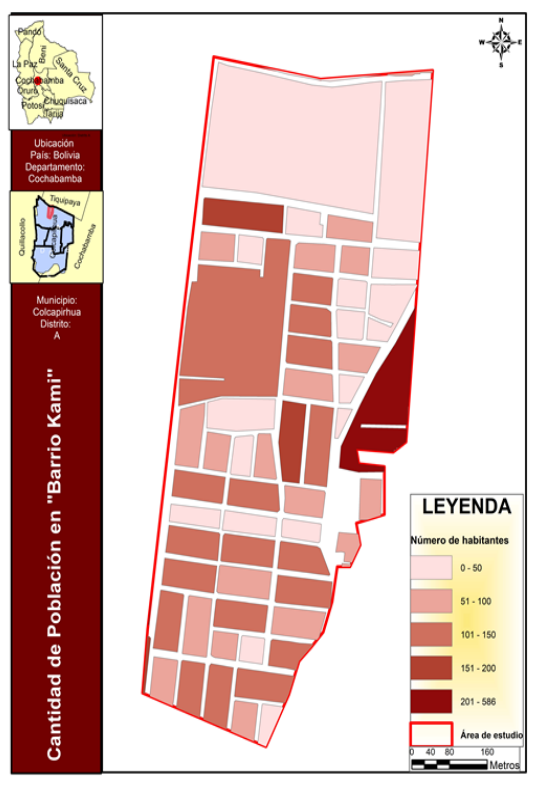 Pando
Beni
La Paz
Santa Cruz
Cochabamba
Oruro
Chuquisaca
Potosi
Tarija
Ubicación
País: Bolivia
Departamento:
Cochabamba
Tiquipaya
Quillacollo
Colcapirhua
Cochabamba
Municipio:
Colcapirhua
Distrito:
A
Cantidad de Población en "Barrio Kami"
N
W
E
S
LEYENDA
Número de habitantes
0 - 50
51 - 100
101 - 150
151 - 200
201 - 586
Área de estudio
0 40 80 160
Metros